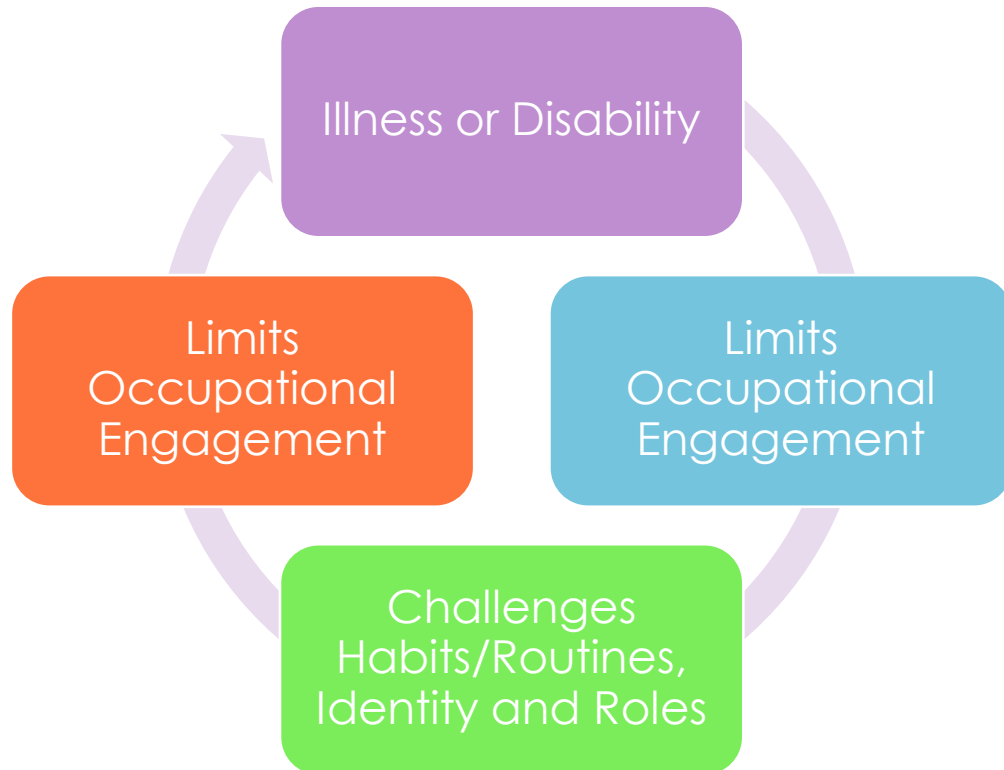 Illness or Disability
Limits
Occupational
Engagement
Challenges
Habits/Routines,
Identity and Roles
Limits
Occupational
Engagement